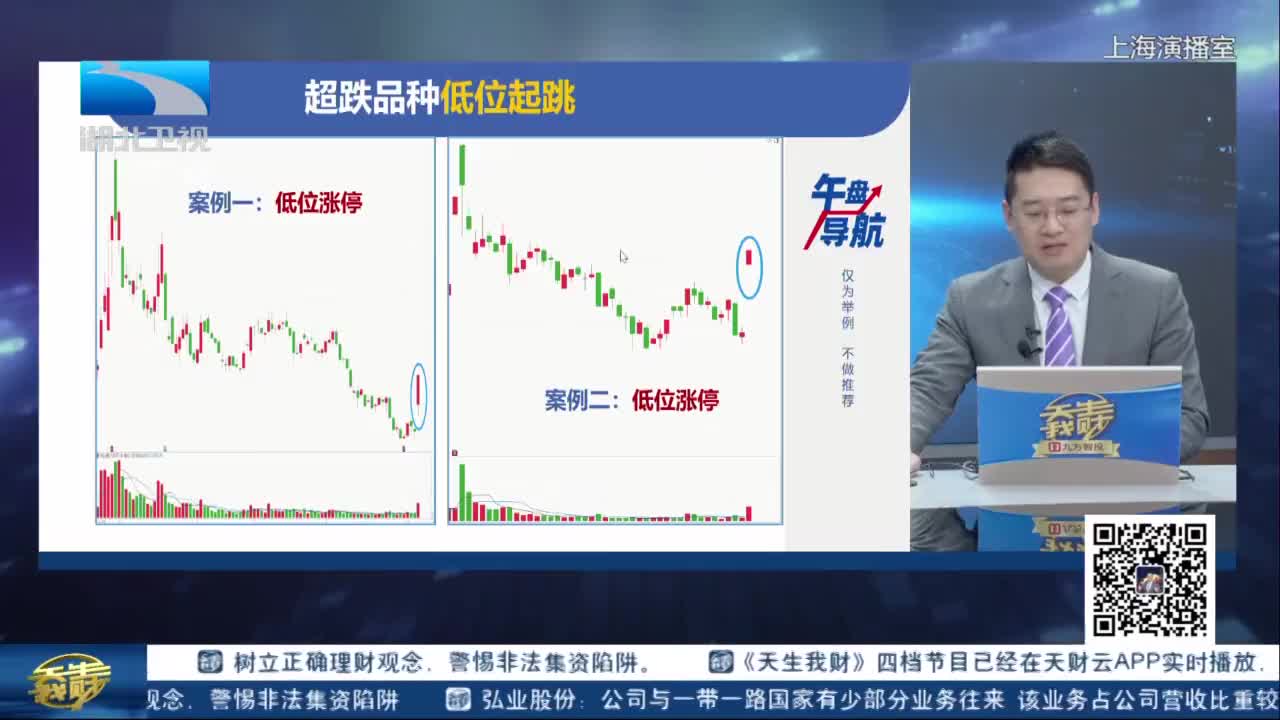 上海演播室
湖北卫视
超跌品种低位起跳
案例一：低位涨停
案例二：低位涨停
午盘导航
仅为举例 不做推荐
天生我财
九方智投
树立正确理财观念．警惕非法集资陷阱。
《天生我财》四档节目已经在天财云APP实时播放．
天生我财
观念．警惕非法集资陷阱
弘业股份：公司与一带一路国家有少部分业务往来 该业务占公司营收比重较